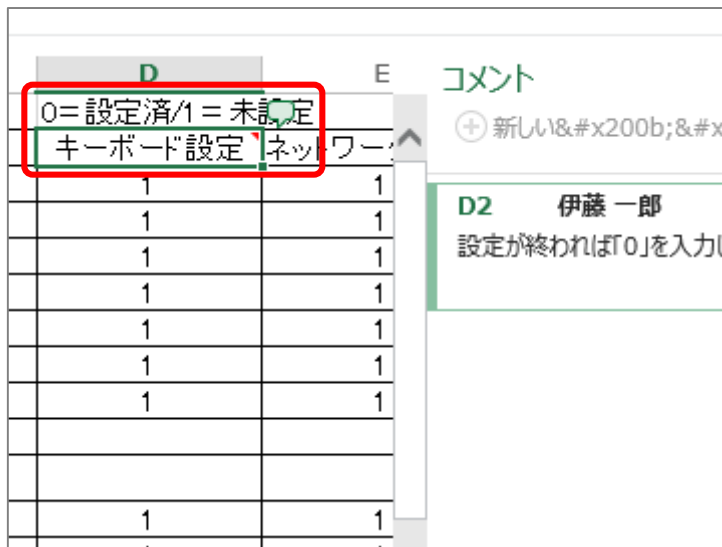 D E
0=設定済/1 = 未設定
キーボード設定 ネットワー
1 1
1 1
1 1
1 1
1 1
1 1
1 1
1 1
コメント
新しい&#x200b;&#x
D2 伊藤 一郎
設定が終われば「0」を入力